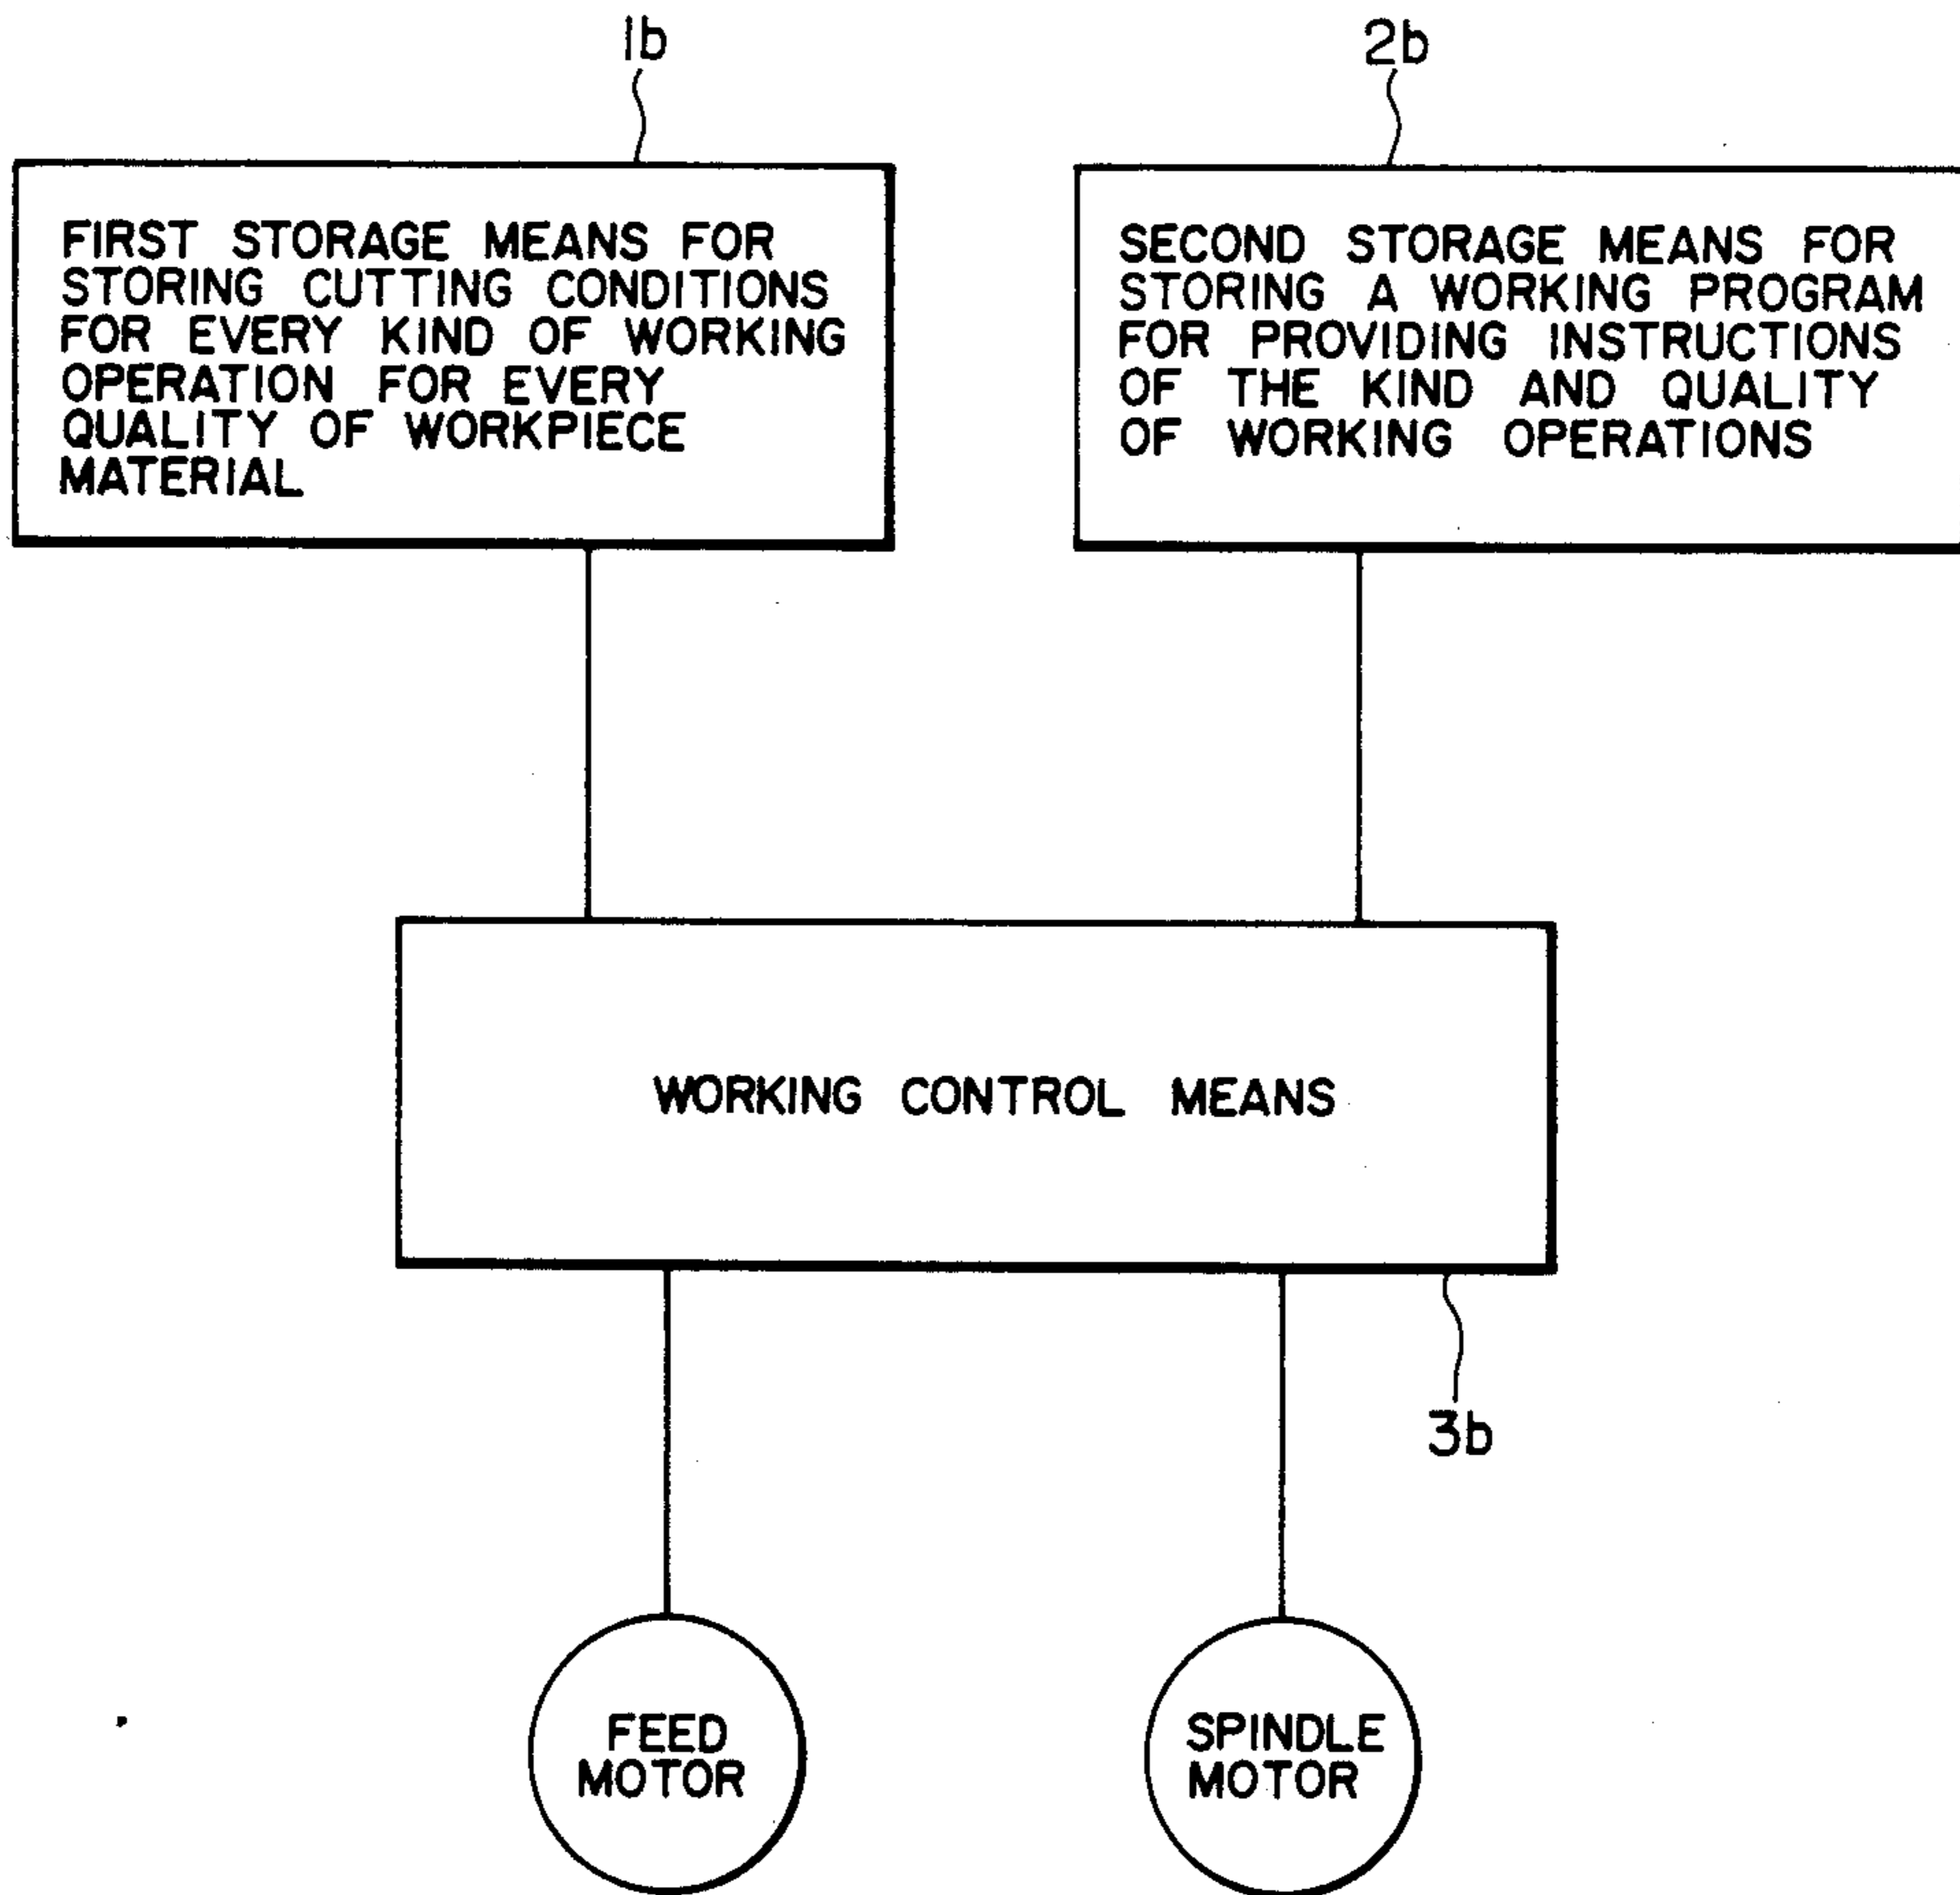 1b
2b
FIRST STORAGE MEANS FOR
STORING CUTTING CONDITIONS
FOR EVERY KIND OF WORKING
OPERATION FOR EVERY
QUALITY OF WORKPIECE
MATERIAL
SECOND STORAGE MEANS FOR
STORING A WORKING PROGRAM
FOR PROVIDING INSTRUCTIONS
OF THE KIND AND QUALITY
OF WORKING OPERATIONS
WORKING CONTROL MEANS
3b
FEED
MOTOR
SPINDLE
MOTOR